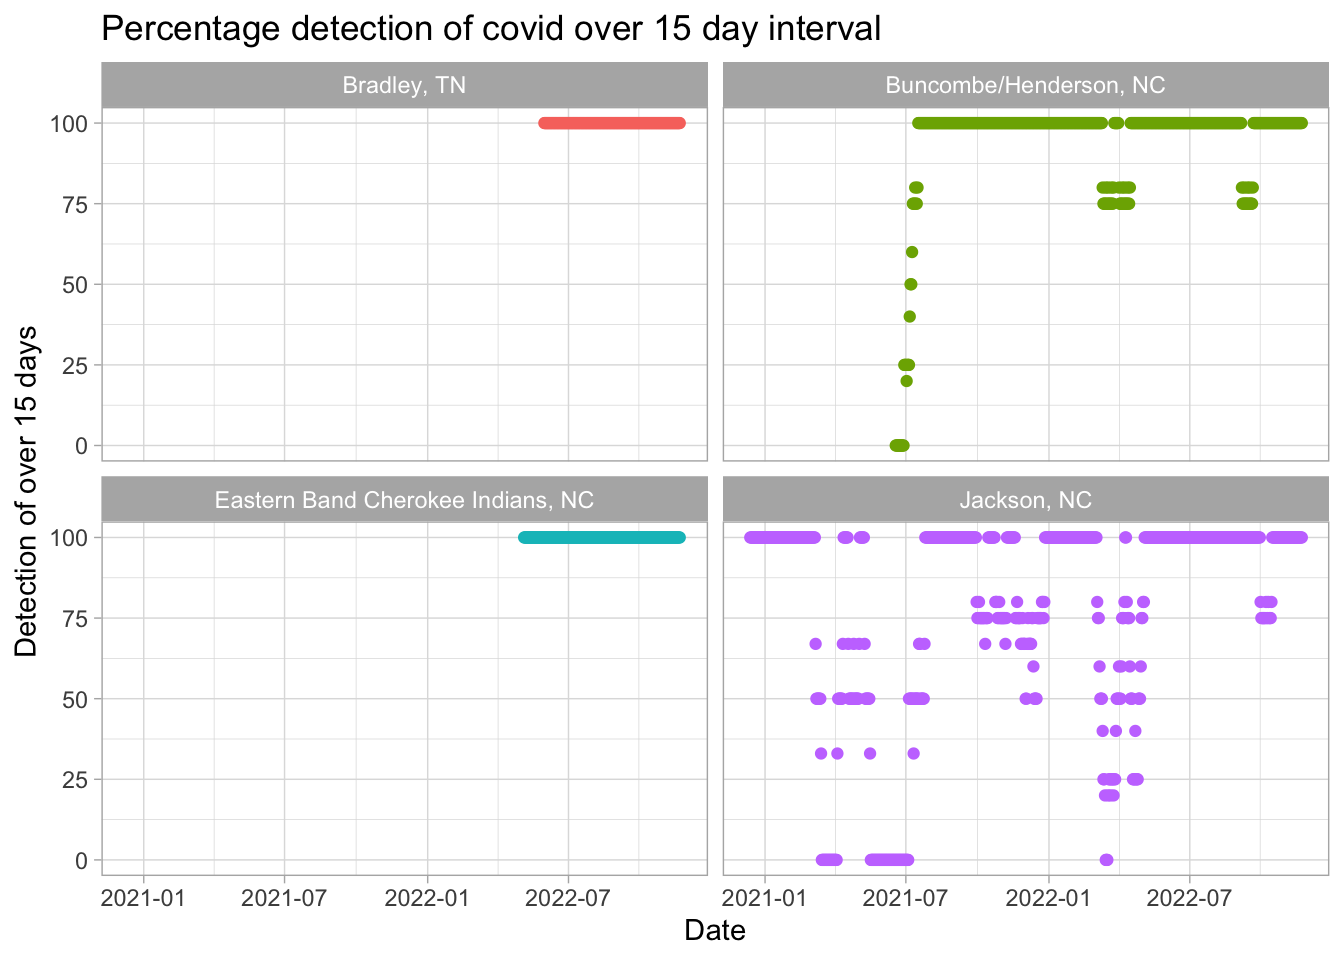 Percentage detection of covid over 15 day interval
Bradley, TN
Buncombe/Henderson, NC
100
75
50
25
0
Eastern Band Cherokee Indians, NC
Jackson, NC
100
75
50
25
0
Detection of over 15 days
2021-01 2021-07 2022-01 2022-07
2021-01 2021-07 2022-01 2022-07
Date